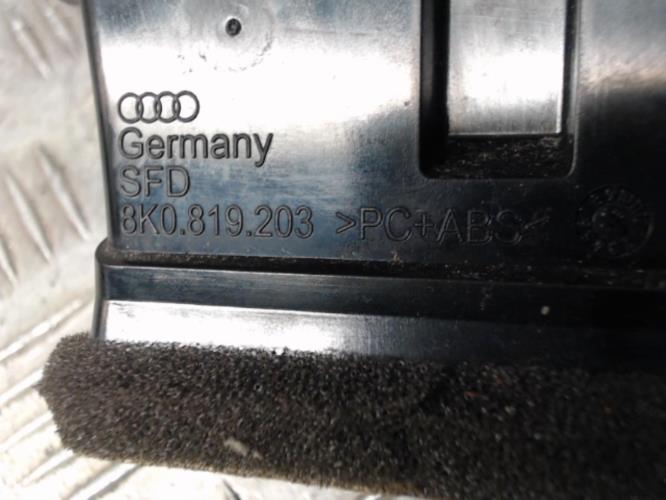 Germany
SFD
8K0.819.203 >PC+ABS<